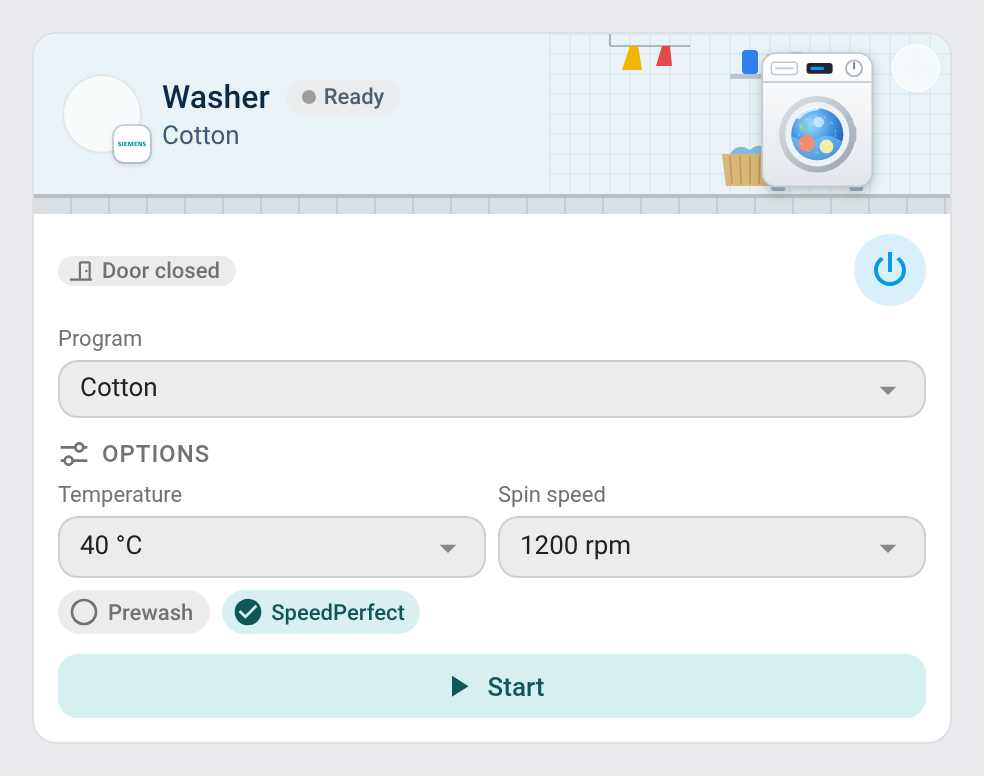 Washer
Ready
Cotton
SIEMENS
Door closed
Program
Cotton
OPTIONS
Temperature
Spin speed
40 °C
1200 rpm
Prewash
SpeedPerfect
Start